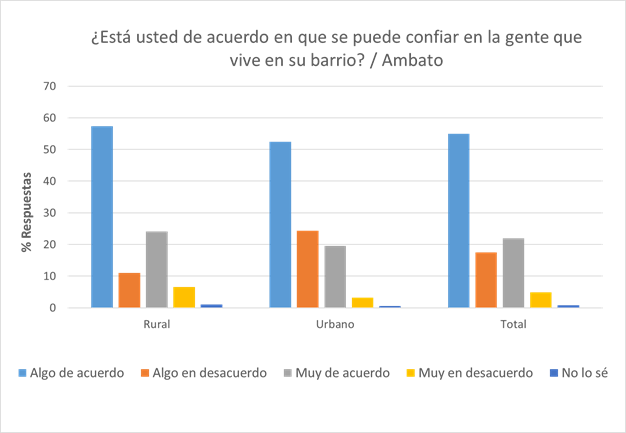 ¿Está usted de acuerdo en que se puede confiar en la gente que
vive en su barrio? / Ambato
70
60
50
40
30
20
10
0
% Respuestas
Rural Urbano Total
Algo de acuerdo Algo en desacuerdo Muy de acuerdo Muy en desacuerdo No lo sé